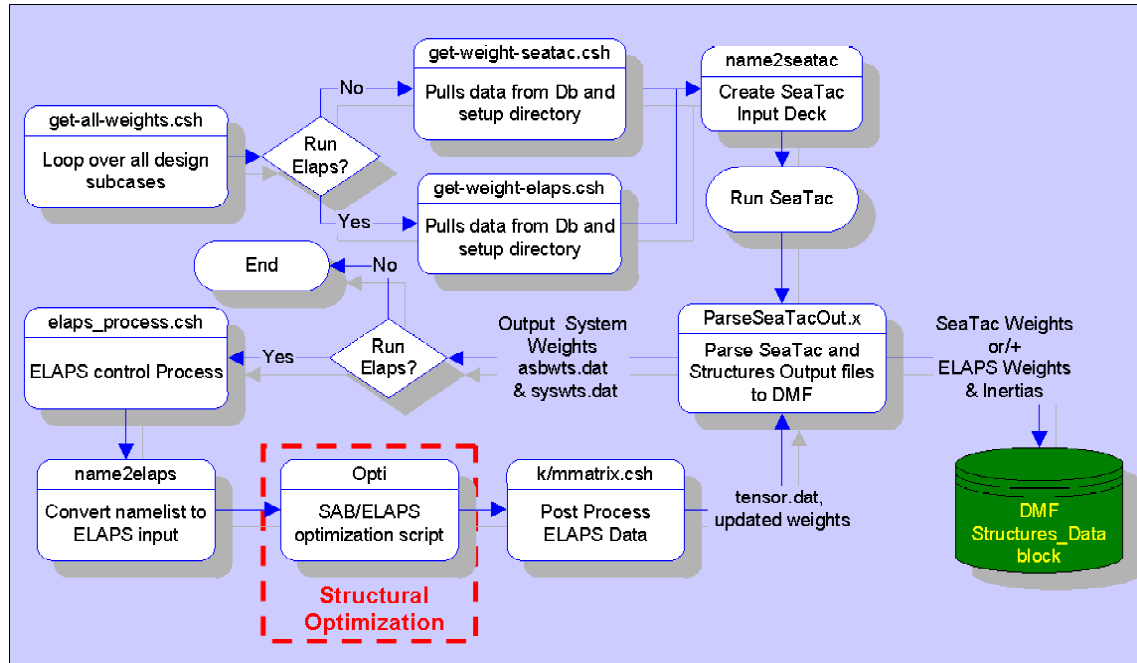 get-weight-seatac.csh
Pulls data from Db and
setup directory
name2seatac
Create SeaTac
Input Deck
No
get-all-weights.csh
Loop over all design
subcases
Run
Elaps?
Yes
get-weight-elaps.csh
Pulls data from Db and
setup directory
Run SeaTac
End
No
elaps_process.csh
ELAPS control Process
Yes
Run
Elaps?
Output System
Weights
asbwts.dat
& syswts.dat
ParseSeaTacOut.x
Parse SeaTac and
Structures Output files
to DMF
SeaTac Weights
or/+
ELAPS Weights
& Inertias
name2elaps
Convert namelist to
ELAPS input
Opti
SAB/ELAPS
optimization script
k/mmatrix.csh
Post Process
ELAPS Data
tensor.dat,
updated weights
DMF
Structures_Data
block
Structural
Optimization